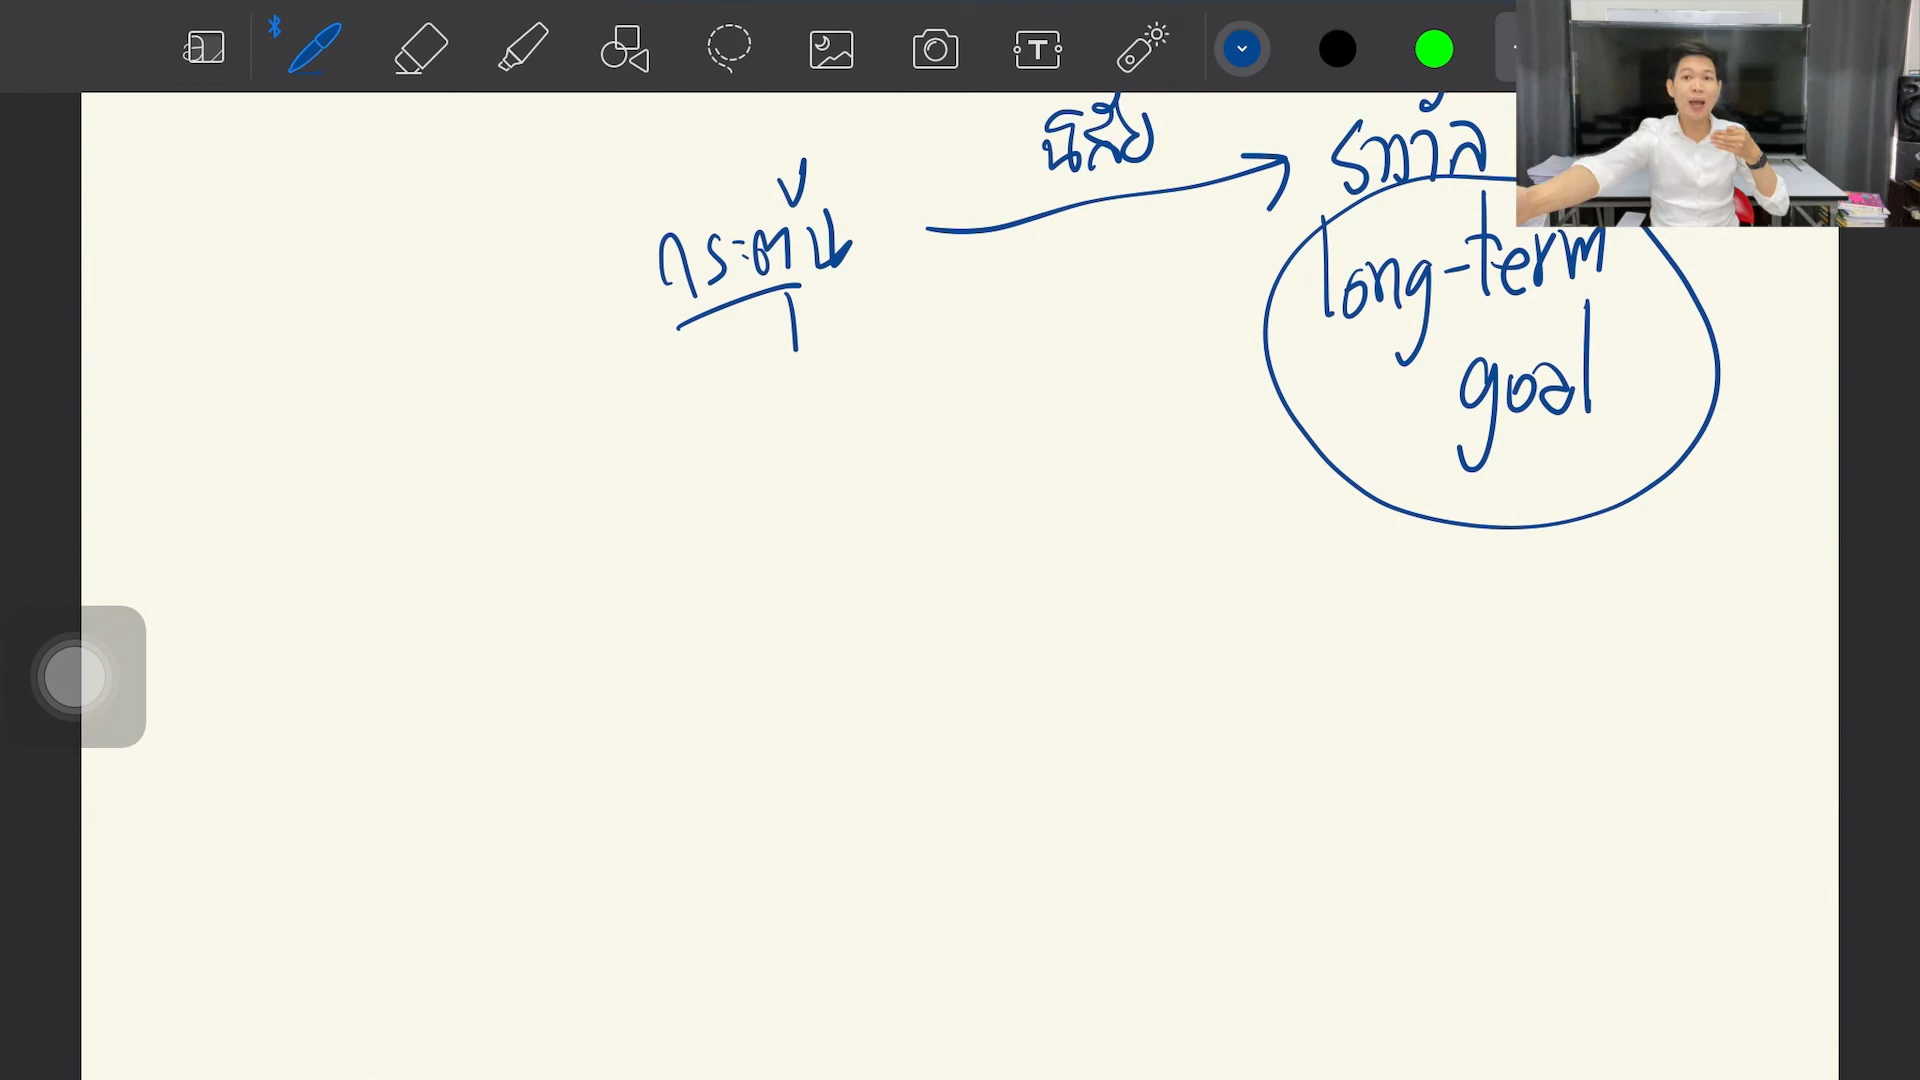 นิสัย
รางวัล
กระตุ้น
long-term
goal